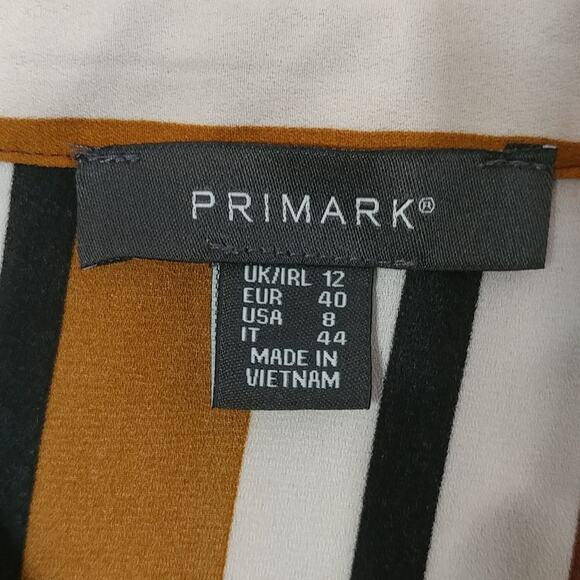 PRIMARK®
UK/IRL 12
EUR 40
USA 8
IT 44
MADE IN
VIETNAM